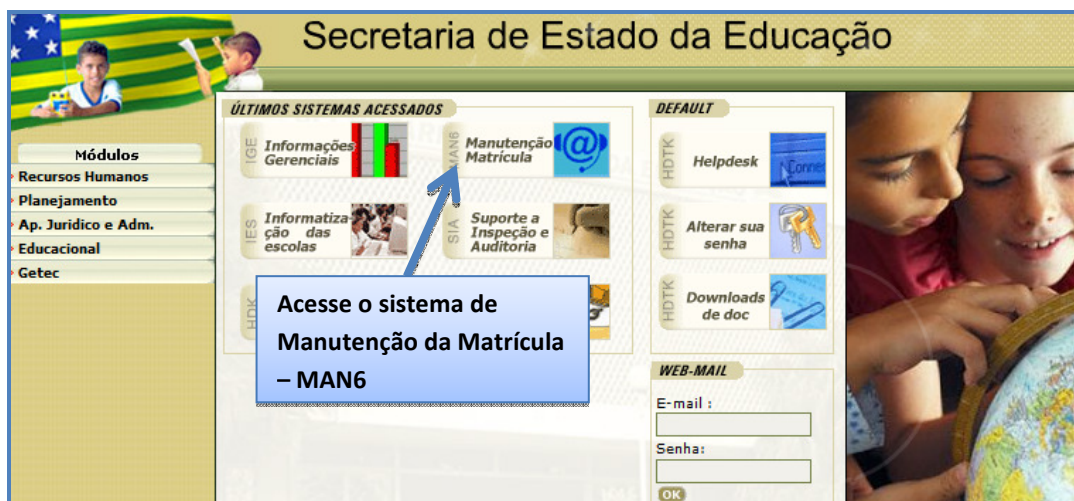 Secretaria de Estado da Educação
Módulos
Recursos Humanos
Planejamento
Ap. Juridico e Adm.
Educacional
Getec
ÚLTIMOS SISTEMAS ACESSADOS
IGE
Informações
Gerenciais
MAN6
Manutenção
Matrícula
IES
Informatiza-
ção das
escolas
SIA
Suporte a
Inspeção e
Auditoria
HDK
Acesse o sistema de
Manutenção da Matrícula
– MAN6
DEFAULT
HDTK
Helpdesk
Connec
HDTK
Alterar sua
senha
HDTK
Downloads
de doc
WEB-MAIL
E-mail :
Senha:
OK